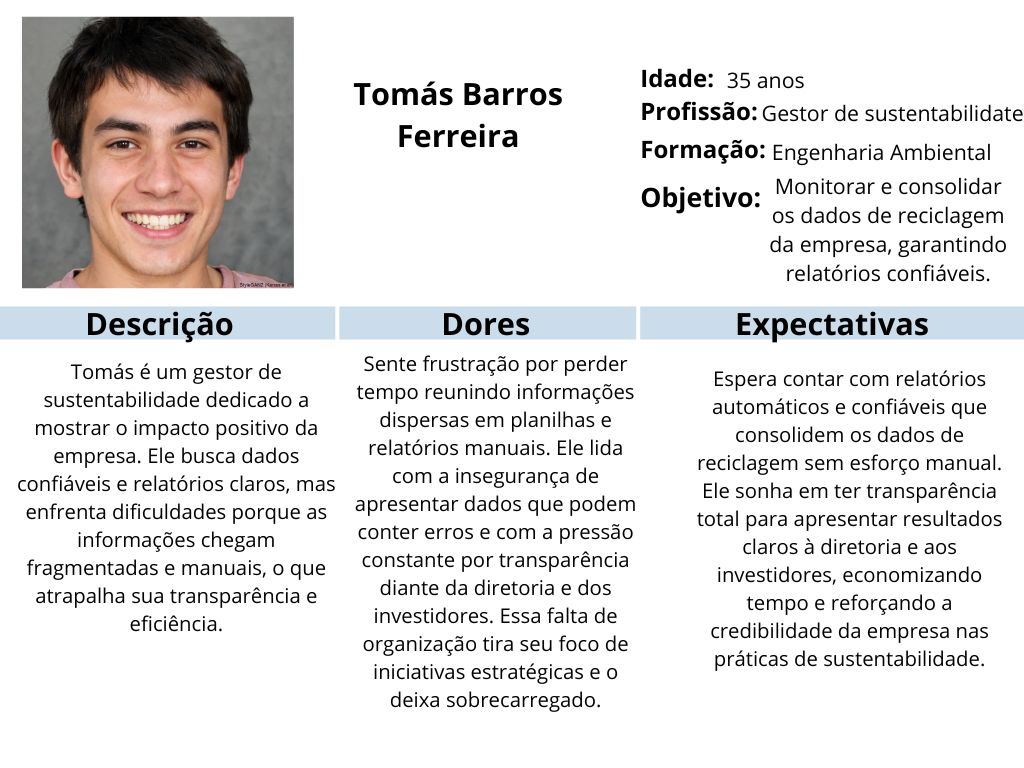 Tomás Barros
Ferreira
Idade: 35 anos
Profissão: Gestor de sustentabilidate
Formação: Engenharia Ambiental
Objetivo: Monitorar e consolidar
os dados de reciclagem
da empresa, garantindo
relatórios confiáveis.
Descrição
Tomás é um gestor de
sustentabilidade dedicado a
mostrar o impacto positivo da
empresa. Ele busca dados
confiáveis e relatórios claros, mas
enfrenta dificuldades porque as
informações chegam
fragmentadas e manuais, o que
atrapalha sua transparência e
eficiência.
Dores
Sente frustração por perder
tempo reunindo informações
dispersas em planilhas e
relatórios manuais. Ele lida
com a insegurança de
apresentar dados que podem
conter erros e com a pressão
constante por transparência
diante da diretoria e dos
investidores. Essa falta de
organização tira seu foco de
iniciativas estratégicas e o
deixa sobrecarregado.
Expectativas
Espera contar com relatórios
automáticos e confiáveis que
consolidem os dados de
reciclagem sem esforço manual.
Ele sonha em ter transparência
total para apresentar resultados
claros à diretoria e aos
investidores, economizando
tempo e reforçando a
credibilidade da empresa nas
práticas de sustentabilidade.